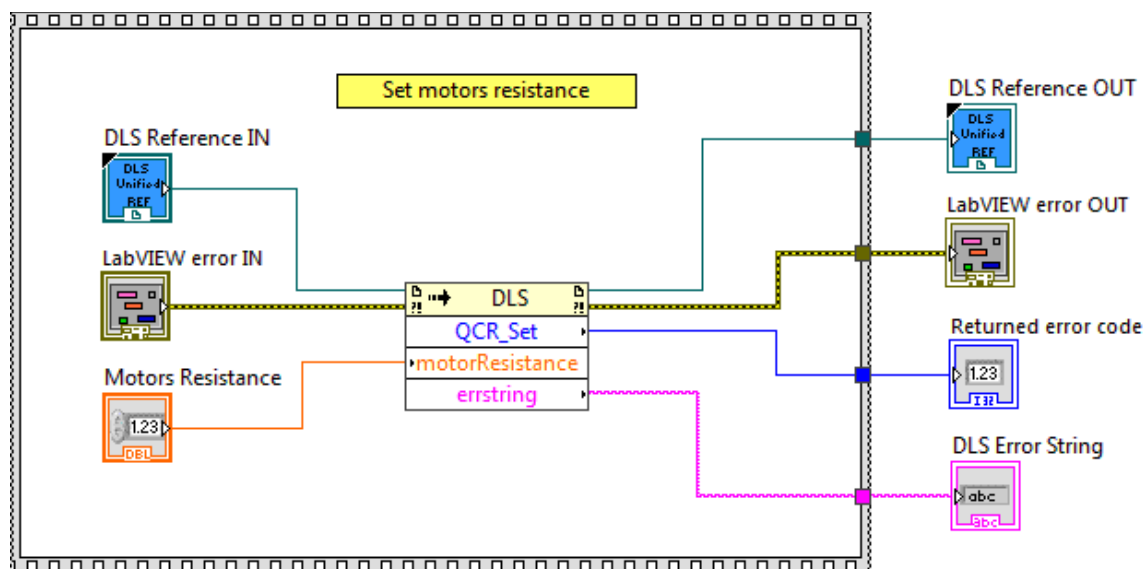 Set motors resistance
DLS Reference IN
DLS
Unified
REF
LabVIEW error IN
?!
DLS
?!
QCR_Set
motorResistance
errstring
Motors Resistance
1.23
DBL
DLS Reference OUT
DLS
Unified
REF
LabVIEW error OUT
Returned error code
1.23
I32
DLS Error String
abc
abc